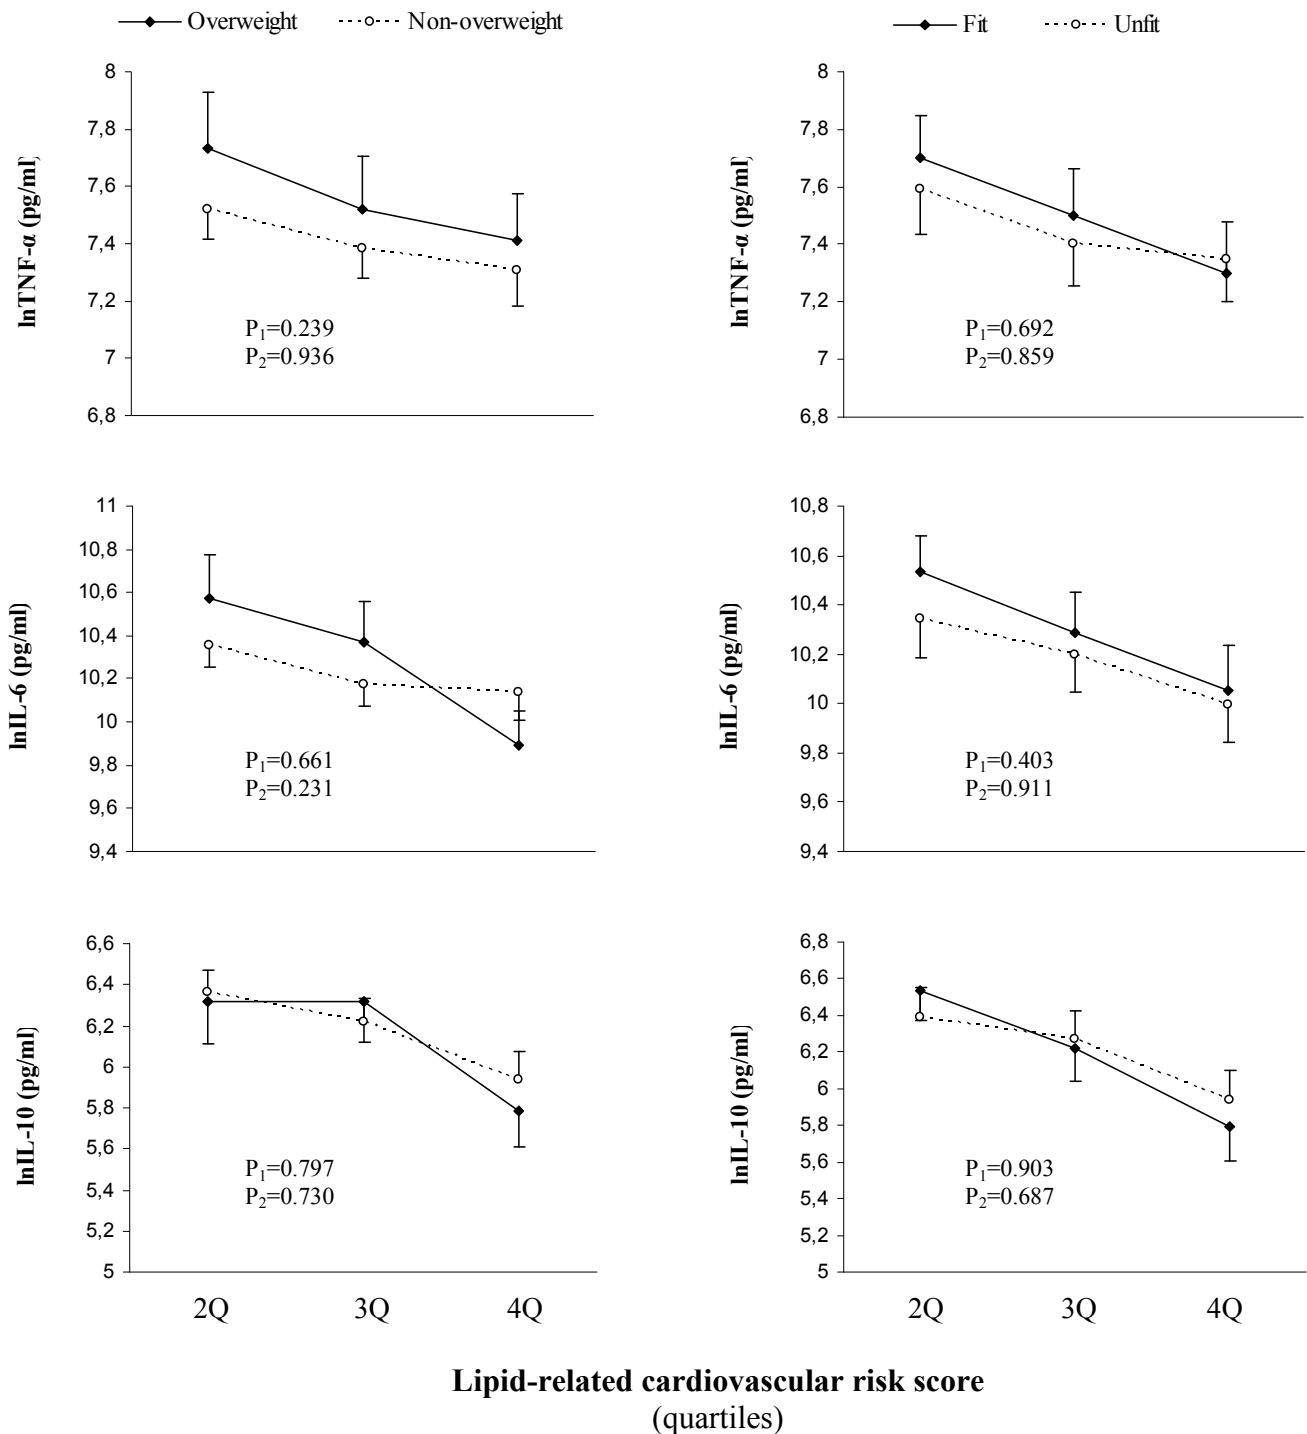 Overweight Non-overweight
Fit Unfit
lnTNF-α (pg/ml)
8
7,8
7,6
7,4
7,2
7
6,8
P1=0.239
P2=0.936
lnTNF-α (pg/ml)
8
7,8
7,6
7,4
7,2
7
6,8
P1=0.692
P2=0.859
lnIL-6 (pg/ml)
11
10,8
10,6
10,4
10,2
10
9,8
9,6
9,4
P1=0.661
P2=0.231
lnIL-6 (pg/ml)
10,8
10,6
10,4
10,2
10
9,8
9,6
9,4
P1=0.403
P2=0.911
lnIL-10 (pg/ml)
6,6
6,4
6,2
6
5,8
5,6
5,4
5,2
5
P1=0.797
P2=0.730
lnIL-10 (pg/ml)
6,8
6,6
6,4
6,2
6
5,8
5,6
5,4
5,2
5
P1=0.903
P2=0.687
2Q 3Q 4Q
2Q 3Q 4Q
Lipid-related cardiovascular risk score
(quartiles)